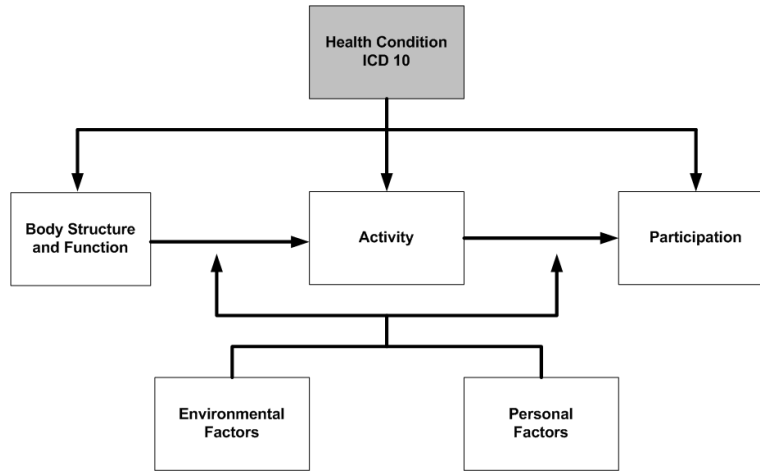 Health Condition
ICD 10
Body Structure
and Function
Activity
Participation
Environmental
Factors
Personal
Factors